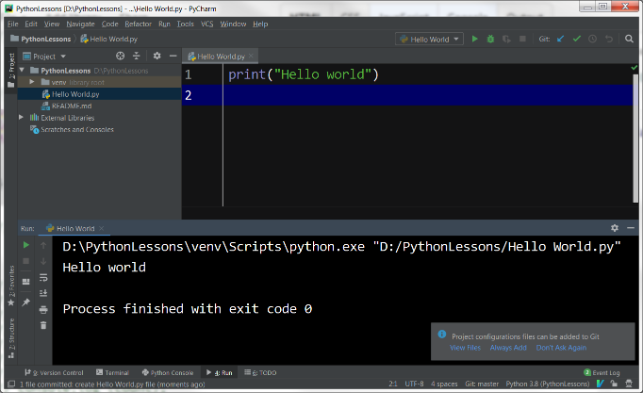 PythonLessons [D:\PythonLessons] - ...\Hello World.py - PyCharm
File Edit View Navigate Code Refactor Run Tools VCS Window Help
PythonLessons Hello World.py Hello World Git:
Project Hello World.py
PythonLessons D:\PythonLessons
venv library root
Hello World.py
README.md
External Libraries
Scratches and Consoles
1 print("Hello world")
2
1: Project
Run: Hello World
D:\PythonLessons\venv\Scripts\python.exe "D:/PythonLessons/Hello World.py"
Hello world
Process finished with exit code 0
2: Favorites
Z: Structure
Project configurations files can be added to Git
View Files Always Add Don't Ask Again
9: Version Control Terminal Python Console 4: Run 6: TODO Event Log
1 file committed: create Hello World.py file (moments ago) 2:1 UTF-8 4 spaces Git: master Python 3.8 (PythonLessons)